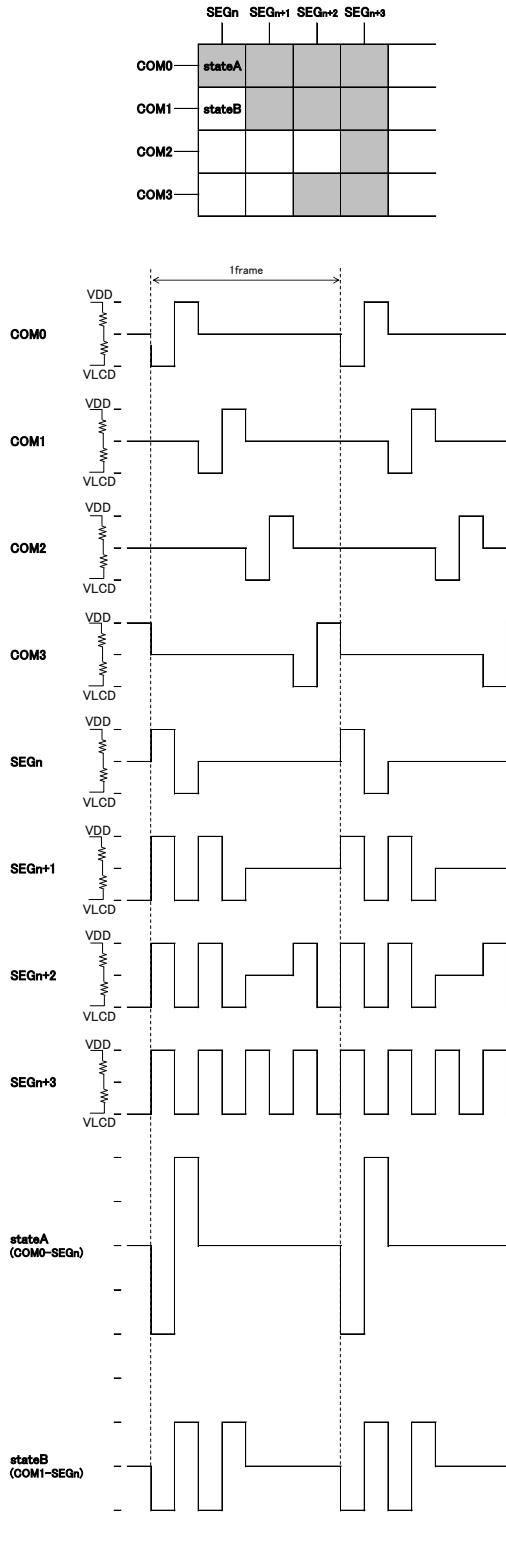 SEGn SEGn+1 SEGn+2 SEGn+3
COM0 stateA
COM1 stateB
COM2
COM3
1frame
VDD
COM0
VLCD
VDD
COM1
VLCD
VDD
COM2
VLCD
VDD
COM3
VLCD
VDD
SEGn
VLCD
VDD
SEGn+1
VLCD
VDD
SEGn+2
VLCD
VDD
SEGn+3
VLCD
stateA
(COM0-SEGn)
stateB
(COM1-SEGn)